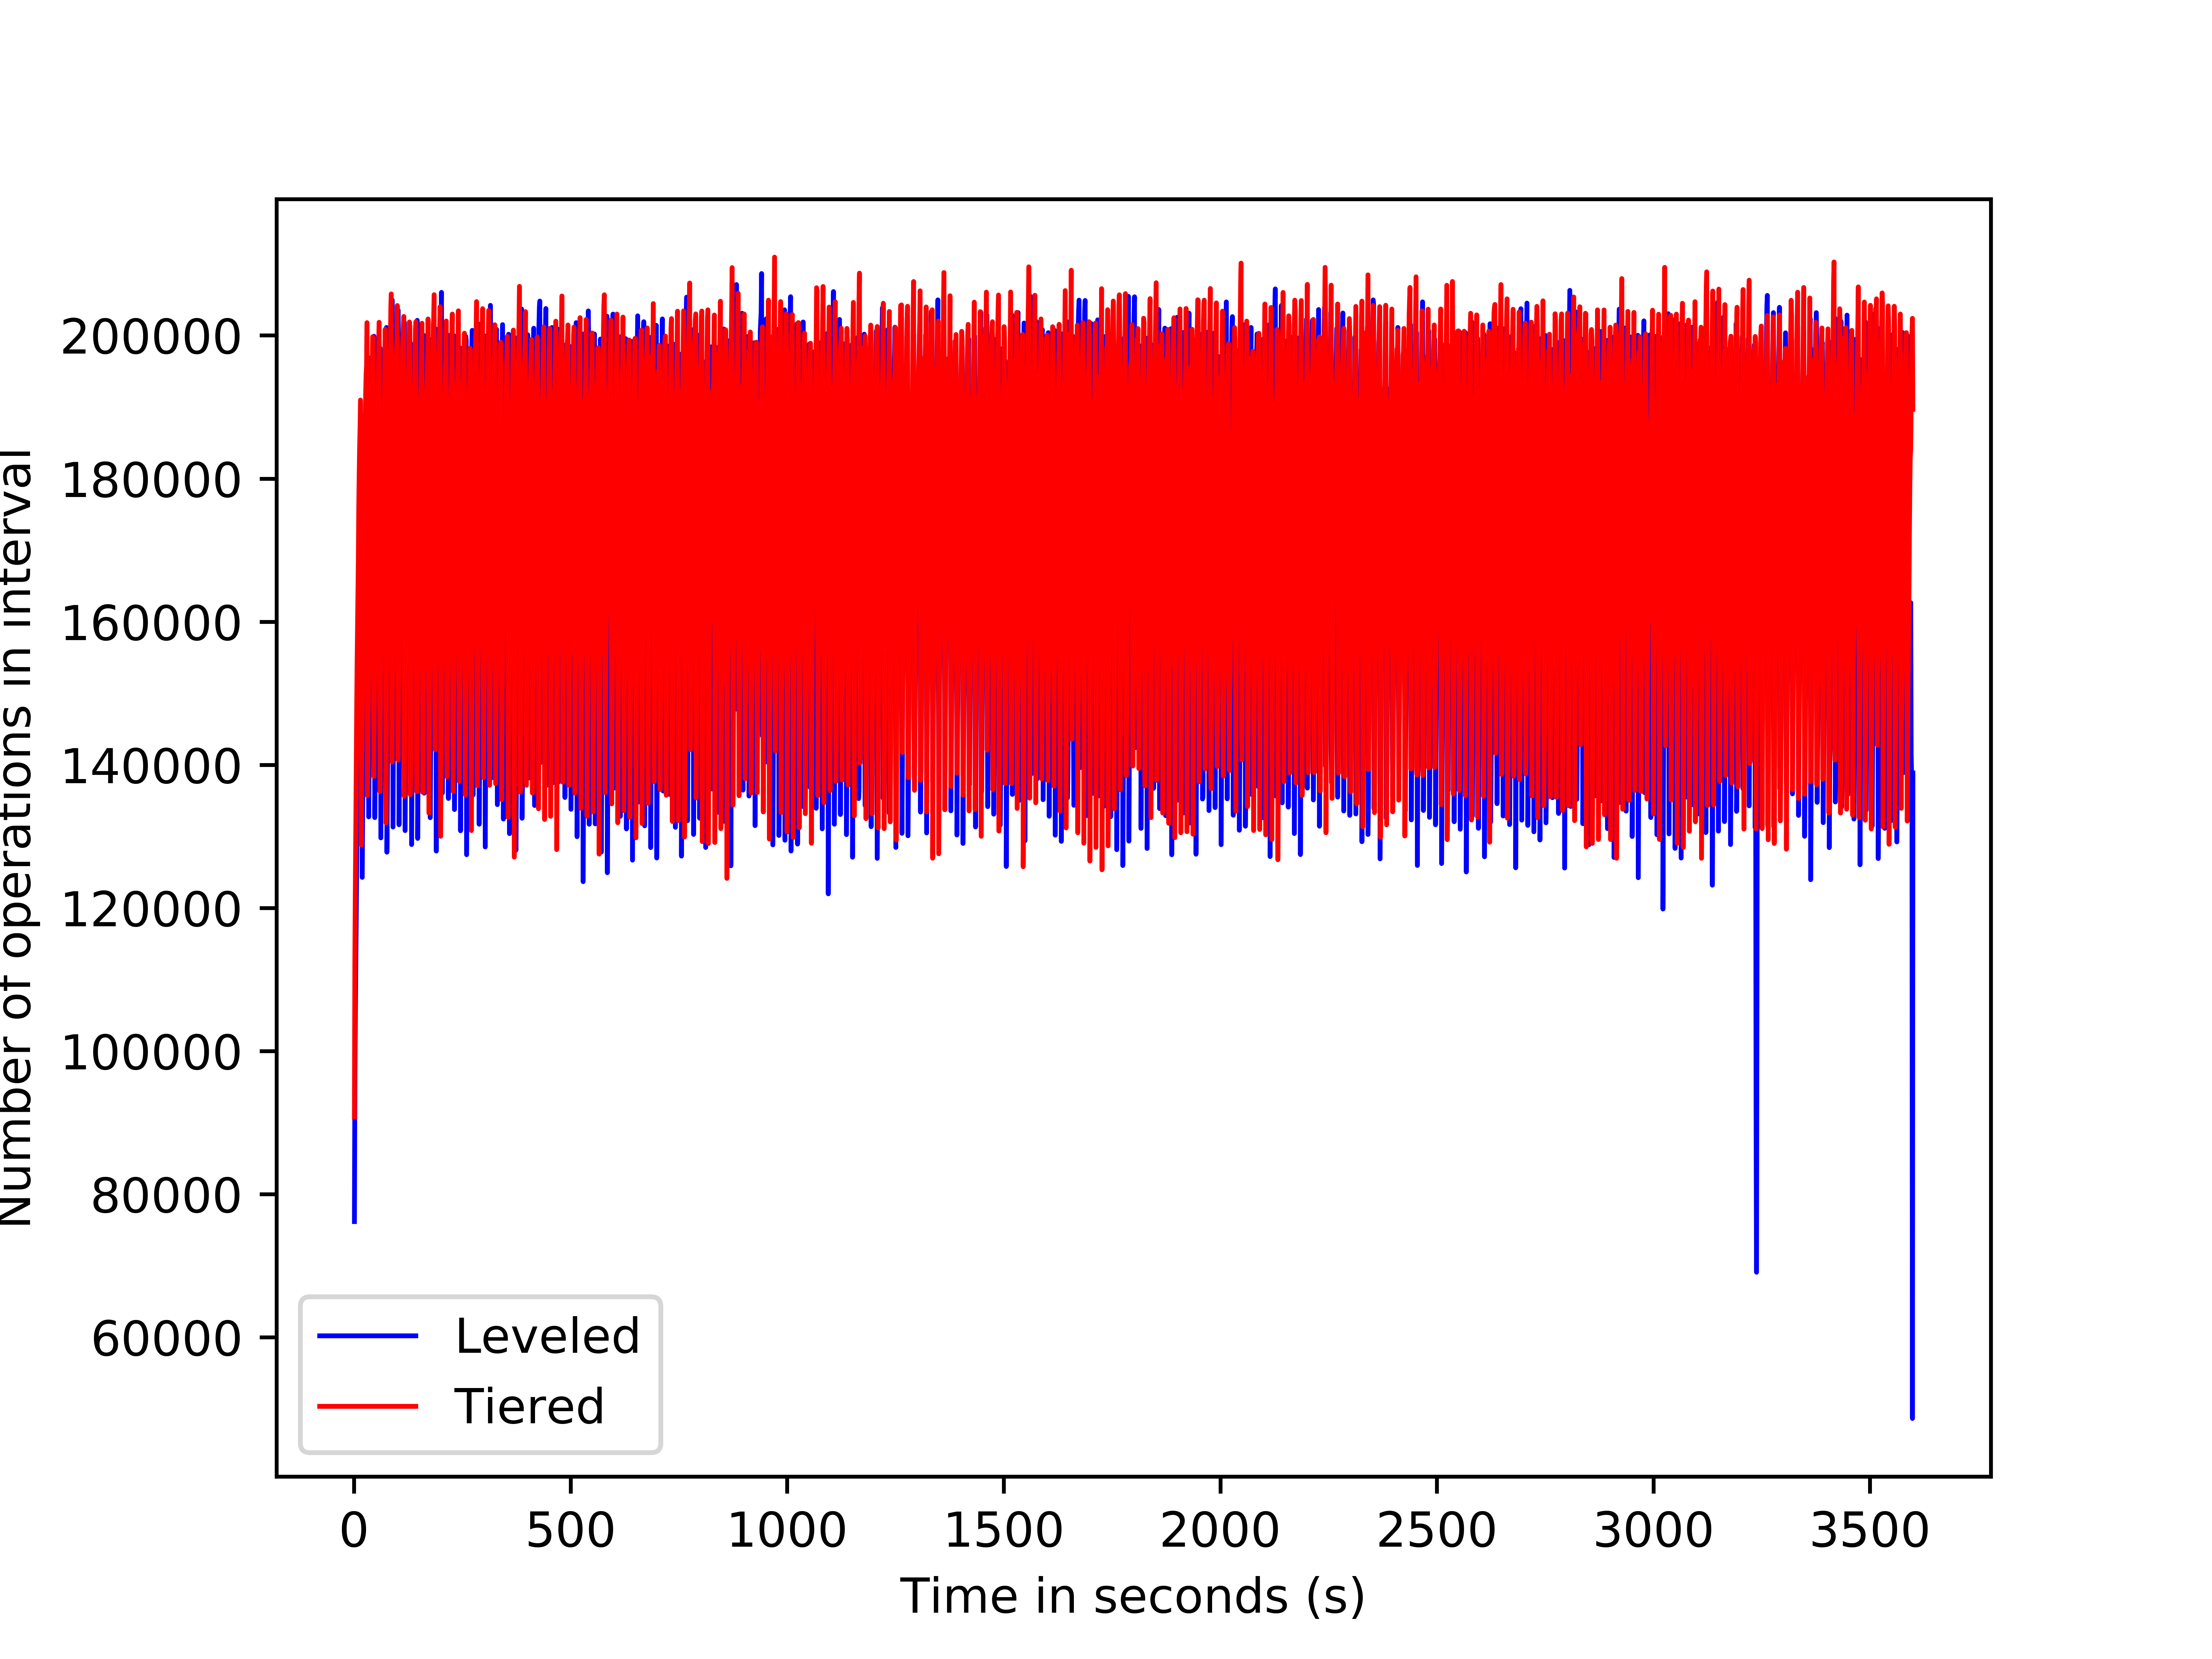 Number of operations in interval
200000
180000
160000
140000
120000
100000
80000
60000
Leveled
Tiered
0 500 1000 1500 2000 2500 3000 3500
Time in seconds (s)